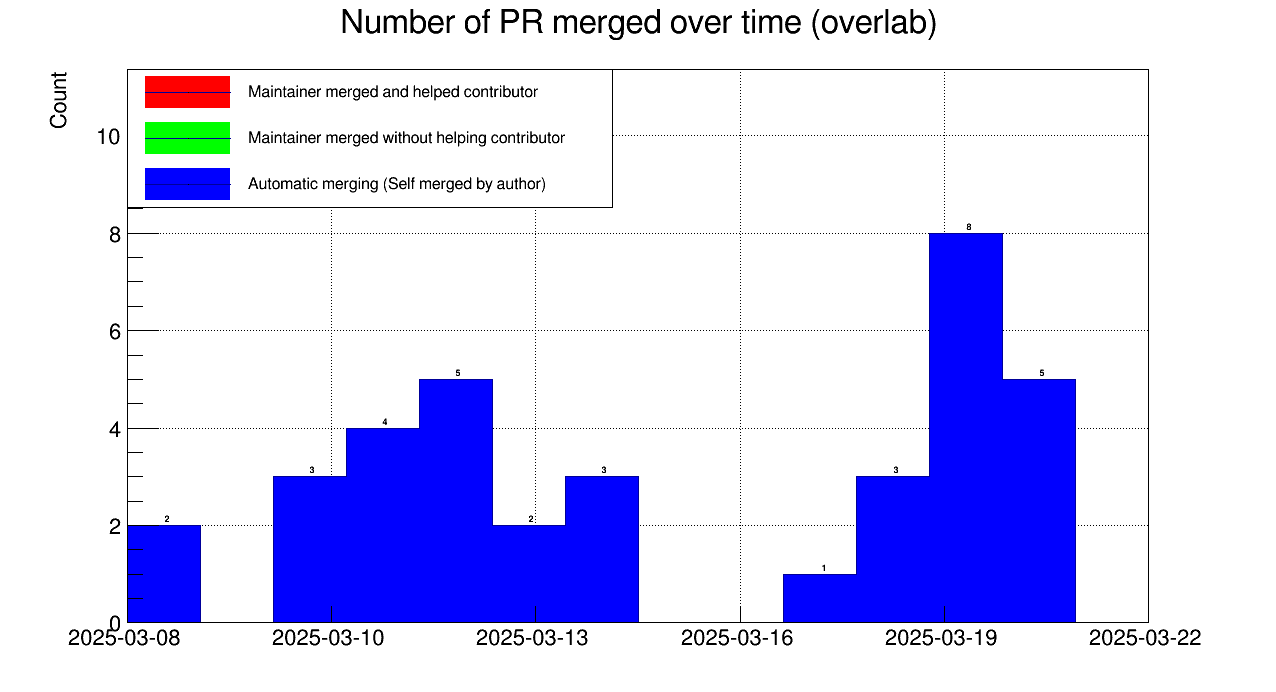 Number of PR merged over time (overlab)
Count
Maintainer merged and helped contributor
Maintainer merged without helping contributor
Automatic merging (Self merged by author)
10
8
6
4
2
0
2
3
4
5
2
3
1
3
8
5
2025-03-08 2025-03-10 2025-03-13 2025-03-16 2025-03-19 2025-03-22